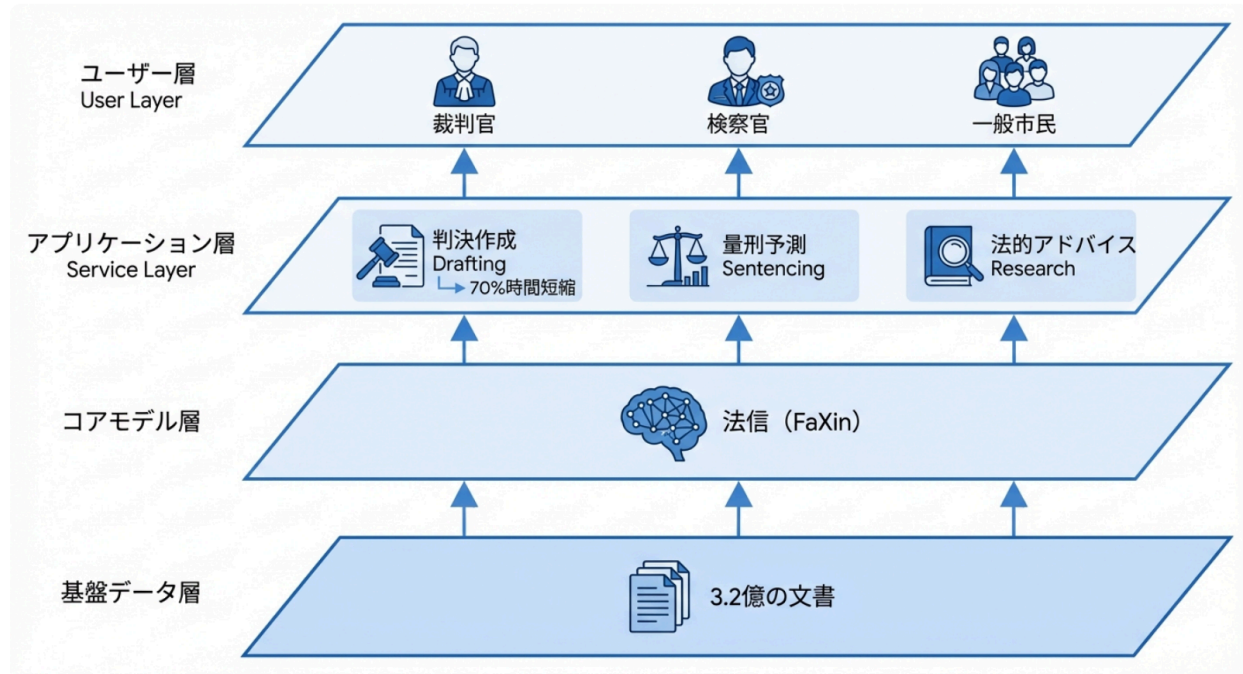 ユーザー層
User Layer
裁判官
検察官
一般市民
アプリケーション層
Service Layer
判決作成
Drafting
70%時間短縮
量刑予測
Sentencing
法的アドバイス
Research
コアモデル層
法信（FaXin）
基盤データ層
3.2億の文書